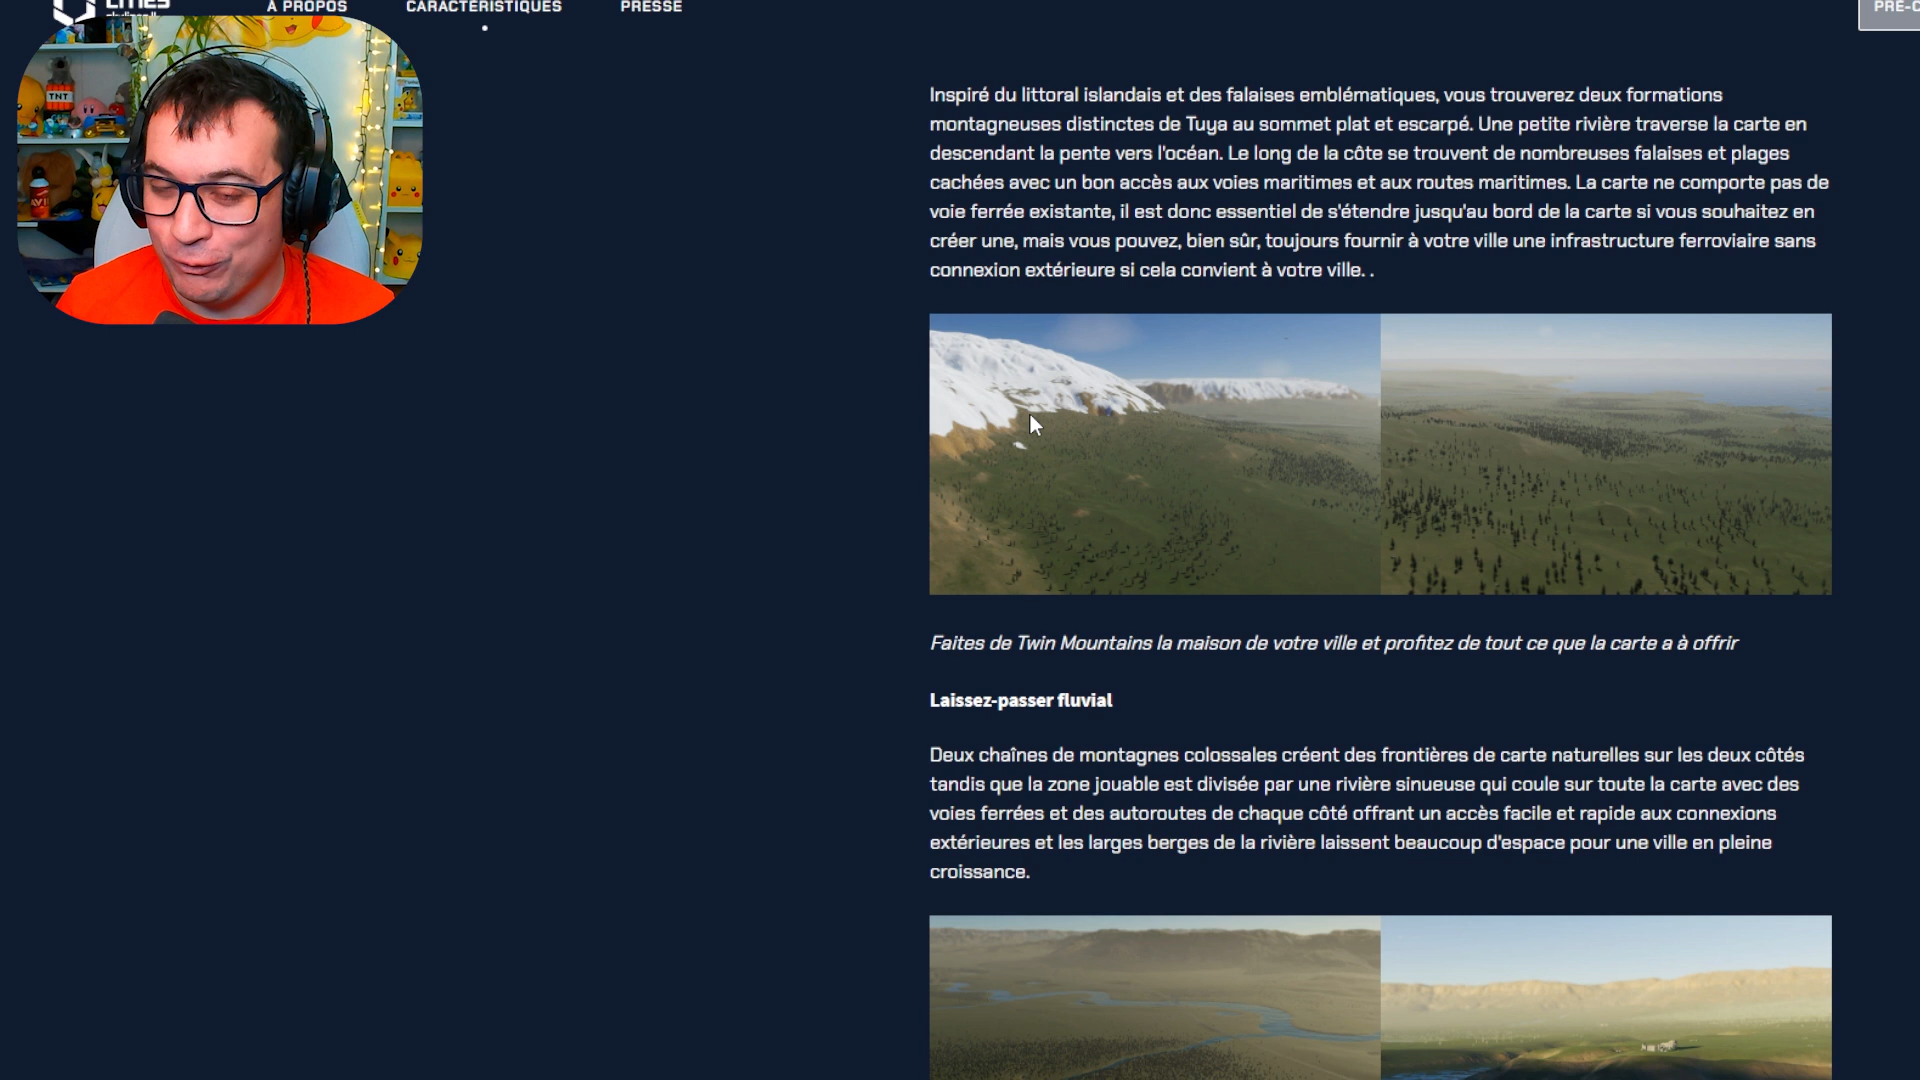 CITIES
À PROPOS
CARACTÉRISTIQUES
PRESSE
PRÉ-C
TNT
Inspiré du littoral islandais et des falaises emblématiques, vous trouverez deux formations
montagneuses distinctes de Tuya au sommet plat et escarpé. Une petite rivière traverse la carte en
descendant la pente vers l'océan. Le long de la côte se trouvent de nombreuses falaises et plages
cachées avec un bon accès aux voies maritimes et aux routes maritimes. La carte ne comporte pas de
voie ferrée existante, il est donc essentiel de s'étendre jusqu'au bord de la carte si vous souhaitez en
créer une, mais vous pouvez, bien sûr, toujours fournir à votre ville une infrastructure ferroviaire sans
connexion extérieure si cela convient à votre ville. .
Faites de Twin Mountains la maison de votre ville et profitez de tout ce que la carte a à offrir
Laissez-passer fluvial
Deux chaînes de montagnes colossales créent des frontières de carte naturelles sur les deux côtés
tandis que la zone jouable est divisée par une rivière sinueuse qui coule sur toute la carte avec des
voies ferrées et des autoroutes de chaque côté offrant un accès facile et rapide aux connexions
extérieures et les larges berges de la rivière laissent beaucoup d'espace pour une ville en pleine
croissance.